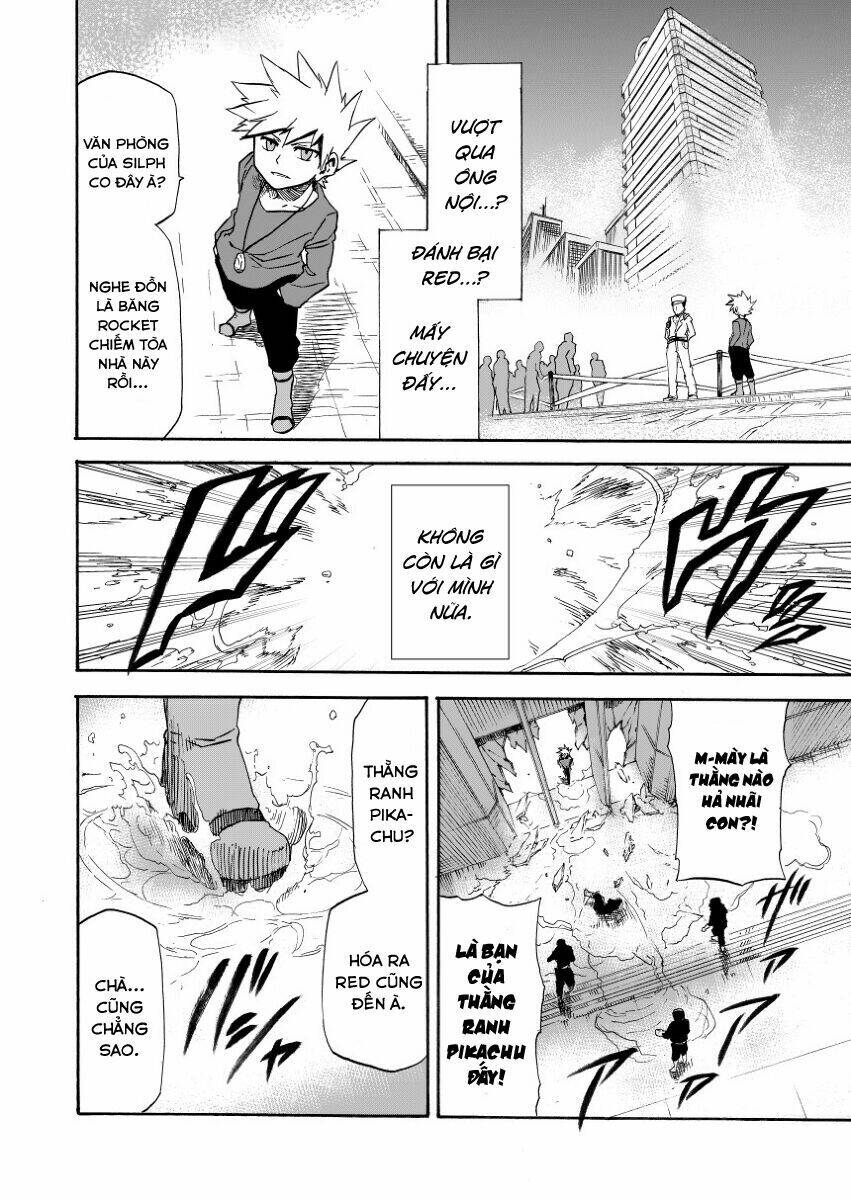 VƯỢT
QUA
ÔNG
NỘI...?
ĐÁNH BẠI
RED...?
MẤY
CHUYỆN
ĐẤY...
VĂN PHÒNG
CỦA SILPH
CO ĐÂY À?
NGHE ĐỒN
LÀ BĂNG
ROCKET
CHIẾM TÒA
NHÀ NÀY
RỒI...
KHÔNG
CÒN LÀ GÌ
VỚI MÌNH
NỮA.
M-MÀY LÀ
THẰNG NÀO
HẢ NHÃI
CON?!
LÀ BẠN
CỦA
THẰNG
RANH
PIKACHU
ĐẤY!
THẰNG
RANH
PIKA-
CHU?
HÓA RA
RED CŨNG
ĐẾN À.
CHÀ...
CŨNG
CHẲNG
SAO.